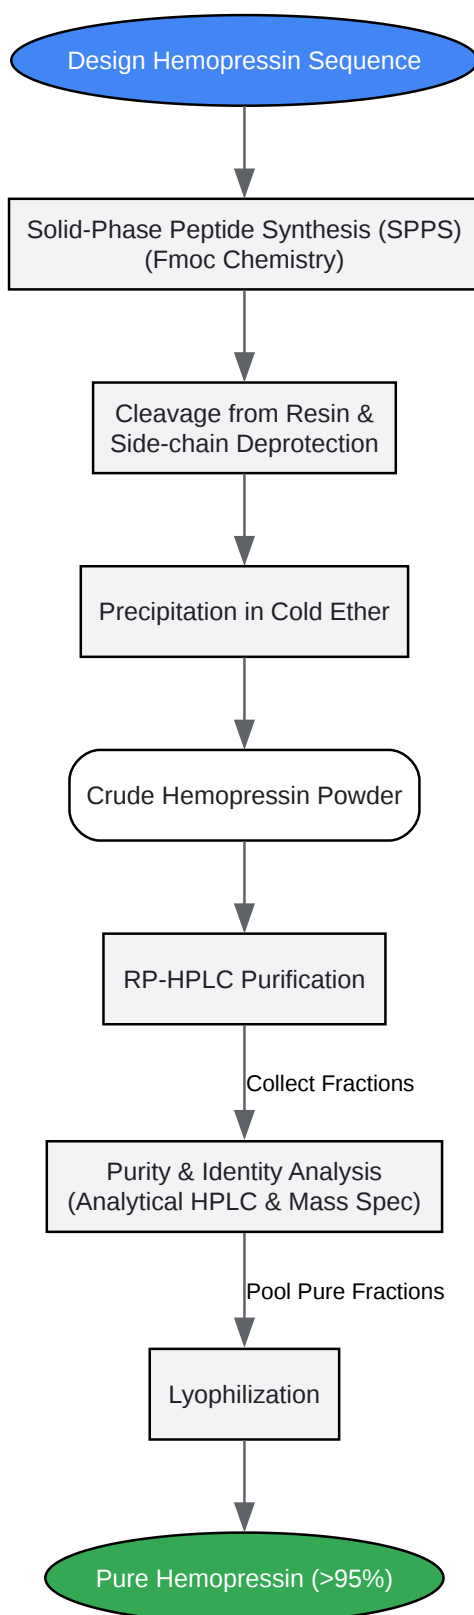 Design Hemopressin Sequence
Solid-Phase Peptide Synthesis (SPPS)
(Fmoc Chemistry)
Cleavage from Resin &
Side-chain Deprotection
Precipitation in Cold Ether
Crude Hemopressin Powder
RP-HPLC Purification
Collect Fractions
Purity & Identity Analysis
(Analytical HPLC & Mass Spec)
Pool Pure Fractions
Lyophilization
Pure Hemopressin (>95%)